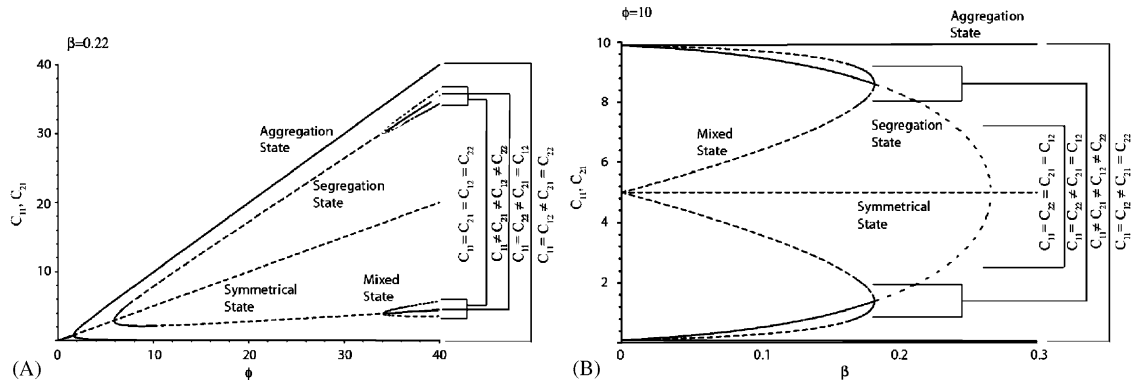 (A)
β=0.22
C₁₁, C₂₁
40
30
20
10
0
10
20
30
40
ϕ
Aggregation
State
Segregation
State
Symmetrical
State
Mixed
State
C₁₁ = C₂₁ = C₁₂ = C₂₂
C₁₁ ≠ C₂₁ ≠ C₁₂ ≠ C₂₂
C₁₁ = C₂₂ ≠ C₂₁ = C₁₂
C₁₁ = C₁₂ ≠ C₂₁ = C₂₂
(B)
ϕ=10
C₁₁, C₂₁
10
8
6
4
2
0
0
0.1
0.2
0.3
β
Aggregation
State
Mixed
State
Segregation
State
Symmetrical
State
C₁₁ = C₂₂ = C₂₁ = C₁₂
C₁₁ = C₂₂ ≠ C₂₁ = C₁₂
C₁₁ ≠ C₂₁ ≠ C₁₂ ≠ C₂₂
C₁₁ = C₁₂ ≠ C₂₁ = C₂₂